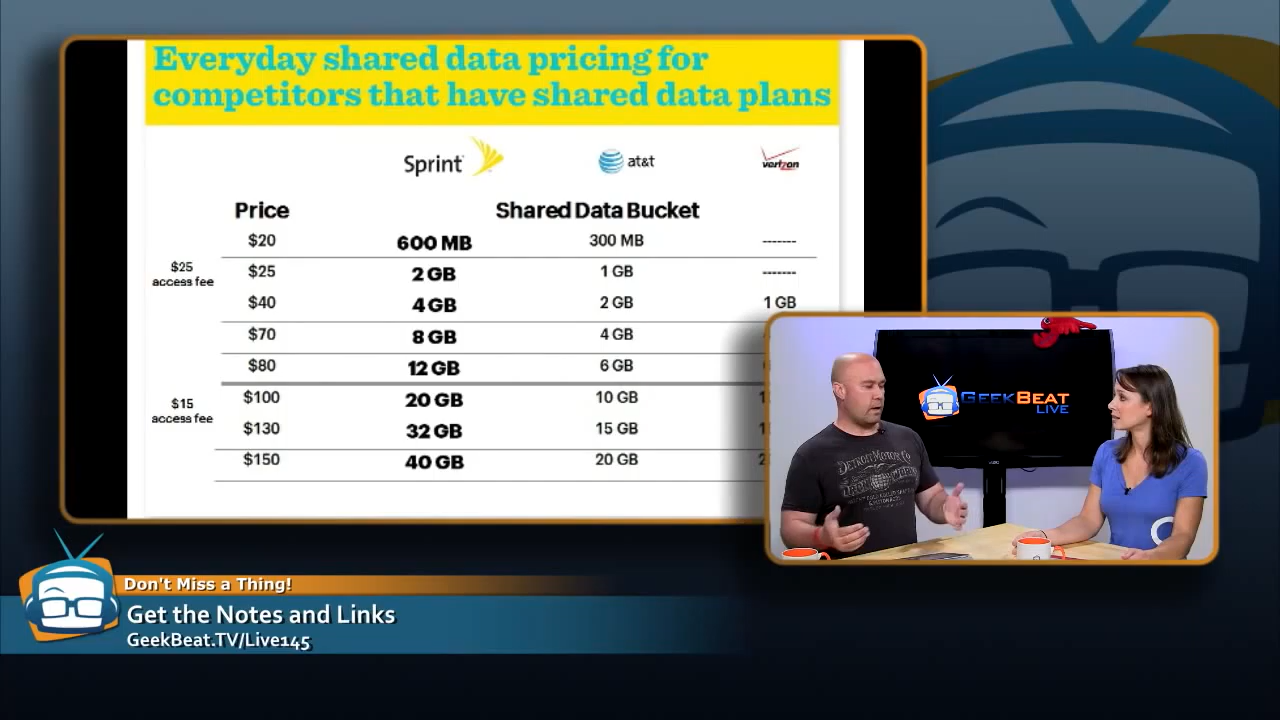 Everyday shared data pricing for
competitors that have shared data plans
Sprint at&t verizon
Price Shared Data Bucket
$20 600 MB 300 MB -------
$25 access fee
$25 2 GB 1 GB -------
$40 4 GB 2 GB 1 GB
$70 8 GB 4 GB
$80 12 GB 6 GB
$15 access fee
$100 20 GB 10 GB
$130 32 GB 15 GB
$150 40 GB 20 GB
GEEKBEAT
LIVE
DETROIT MOTORS CO.
Don't Miss a Thing!
Get the Notes and Links
GeekBeat.TV/Live145